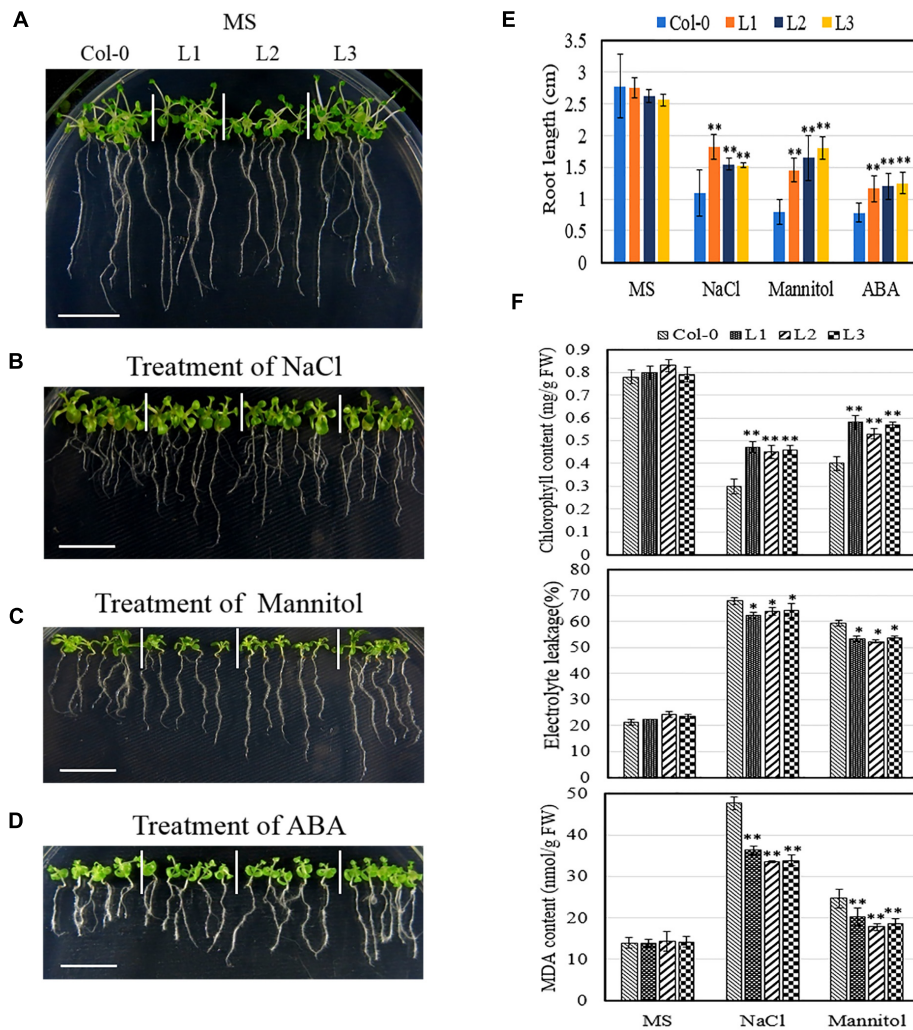 A
MS
Col-0 L1 L2 L3
B
Treatment of NaCl
C
Treatment of Mannitol
D
Treatment of ABA
E
Col-0 L1 L2 L3
Root length (cm)
3.5
3
2.5
2
1.5
1
0.5
0
** ** **
** ** **
** ** **
MS NaCl Mannitol ABA
F
Col-0 L1 L2 L3
Chlorophyll content (mg/g FW)
0.9
0.8
0.7
0.6
0.5
0.4
0.3
0.2
0.1
0
** ** **
** ** **
Electrolyte leakage(%)
80
70
60
50
40
30
20
10
0
* * *
* * *
MDA content (nmol/g FW)
50
40
30
20
10
0
** ** **
** ** **
MS NaCl Mannitol